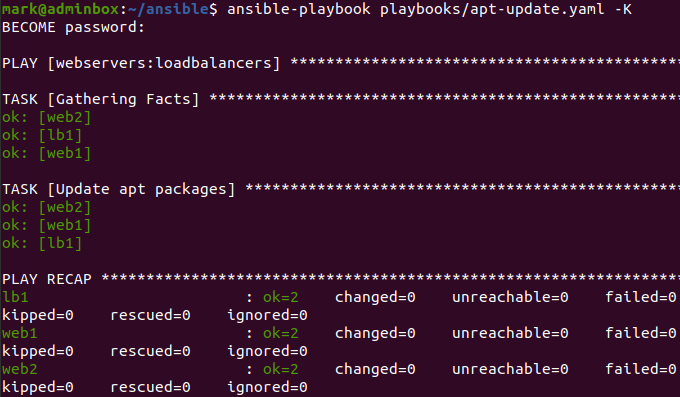 mark@adminbox:~/ansible$ ansible-playbook playbooks/apt-update.yaml -K
BECOME password:
PLAY [webservers:loadbalancers] ********************************************
TASK [Gathering Facts] *****************************************************
ok: [web2]
ok: [lb1]
ok: [web1]
TASK [Update apt packages] *************************************************
ok: [web2]
ok: [web1]
ok: [lb1]
PLAY RECAP *****************************************************************
lb1                        : ok=2    changed=0    unreachable=0    failed=0
kipped=0    rescued=0    ignored=0
web1                       : ok=2    changed=0    unreachable=0    failed=0
kipped=0    rescued=0    ignored=0
web2                       : ok=2    changed=0    unreachable=0    failed=0
kipped=0    rescued=0    ignored=0